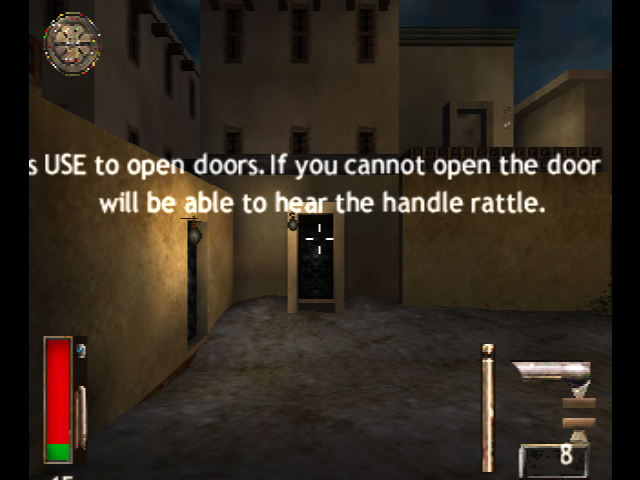 s USE to open doors. If you cannot open the door
will be able to hear the handle rattle.
8